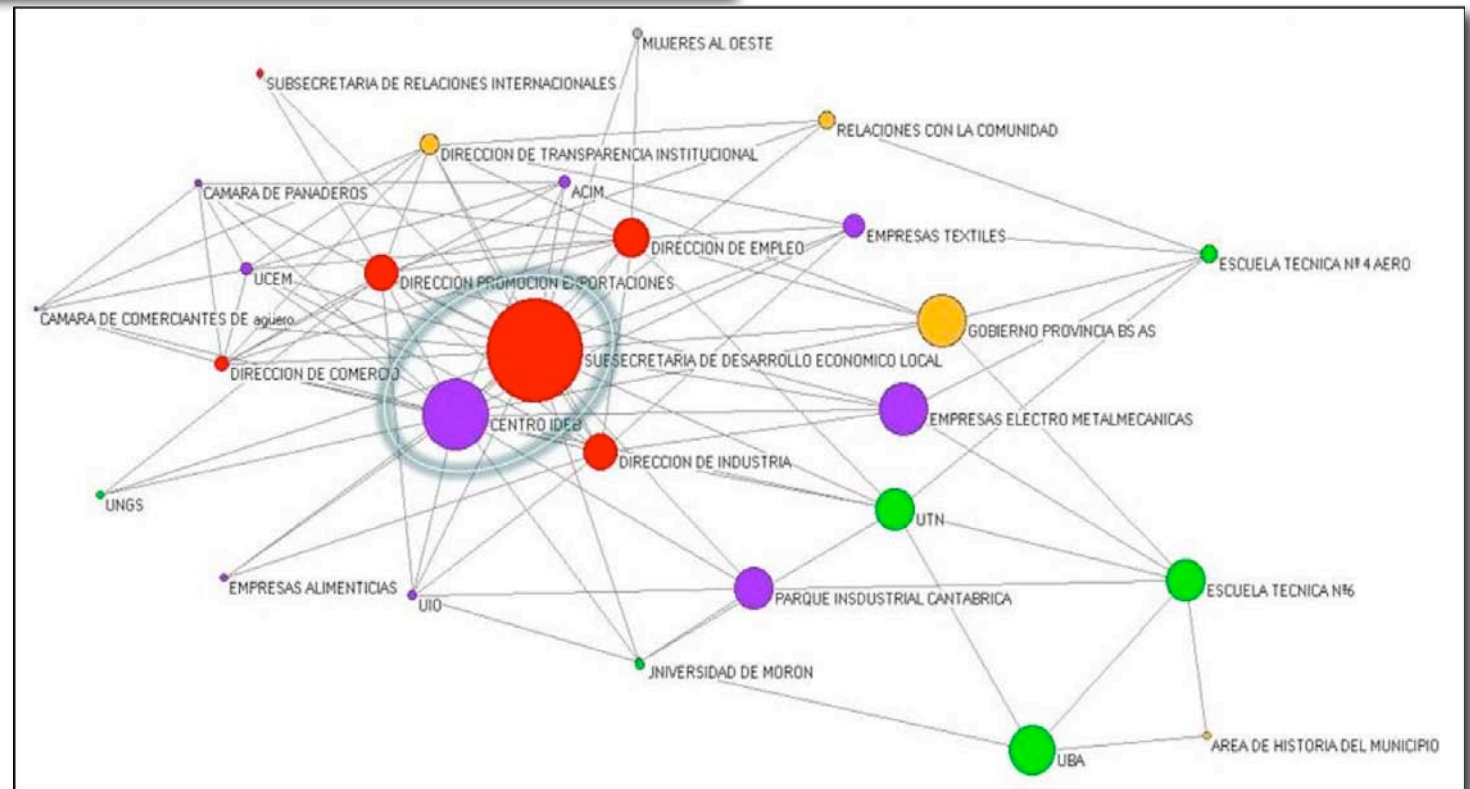 MUJERES AL OESTE
SUBSECRETARIA DE RELACIONES INTERNACIONALES
RELACIONES CON LA COMUNIDAD
DIRECCION DE TRANSPARENCIA INSTITUCIONAL
CAMARA DE PANADEROS
ACIM
EMPRESAS TEXTILES
DIRECCION DE EMPLEO
ESCUELA TECNICA Nº 4 AERO
UCEM
DIRECCION PROMOCION EXPORTACIONES
CAMARA DE COMERCIANTES DE aguero
GOBIERNO PROVINCIA BS AS
SUBSECRETARIA DE DESARROLLO ECONOMICO LOCAL
DIRECCION DE COMERCIO
EMPRESAS ELECTRO METALMECANICAS
CENTRO IDEB
DIRECCION DE INDUSTRIA
UNGS
UTN
EMPRESAS ALIMENTICIAS
ESCUELA TECNICA Nº6
PARQUE INSDUSTRIAL CANTABRICA
UIO
UNIVERSIDAD DE MORON
AREA DE HISTORIA DEL MUNICIPIO
UBA